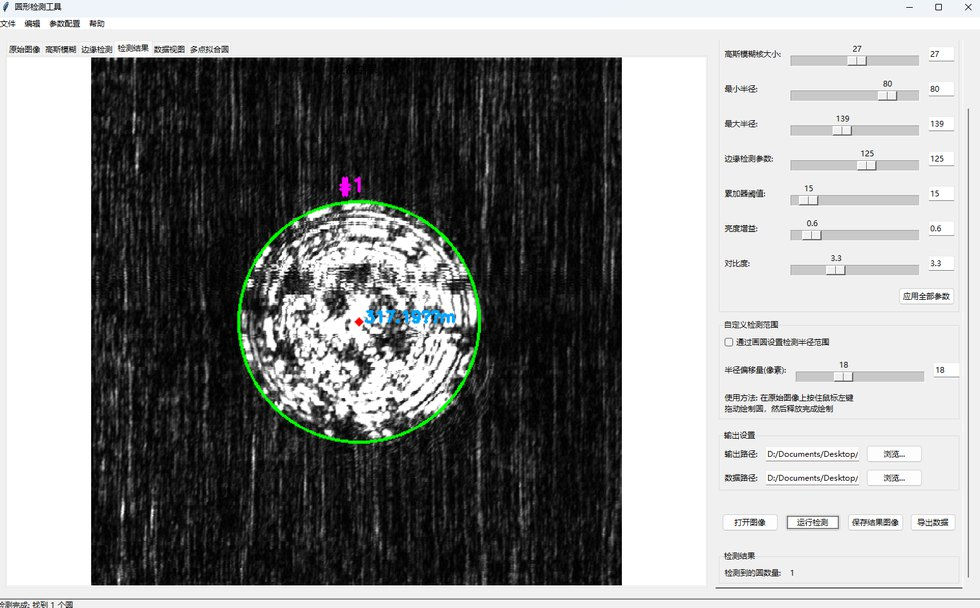 圆形检测工具
文件 编辑 参数配置 帮助
原始图像 高斯模糊 边缘检测 检测结果 数据视图 多点拟合圆
#1
317.19??m
高斯模糊核大小: 27 27
最小半径: 80 80
最大半径: 139 139
边缘检测参数: 125 125
累加器阈值: 15 15
亮度增益: 0.6 0.6
对比度: 3.3 3.3
应用全部参数
自定义检测范围
通过画圆设置检测半径范围
半径偏移量(像素): 18 18
使用方法: 在原始图像上按住鼠标左键
拖动绘制圆，然后释放完成绘制
输出设置
输出路径: D:/Documents/Desktop/ 浏览...
数据路径: D:/Documents/Desktop/ 浏览...
打开图像 运行检测 保存结果图像 导出数据
检测结果
检测到的圆数量: 1
检测完成: 找到 1 个圆